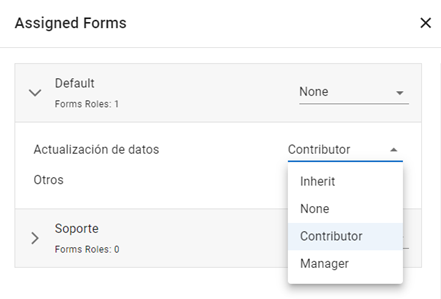 Assigned Forms
Default
Forms Roles: 1
None
Actualización de datos
Contributor
Otros
Inherit
None
Contributor
Manager
Soporte
Forms Roles: 0